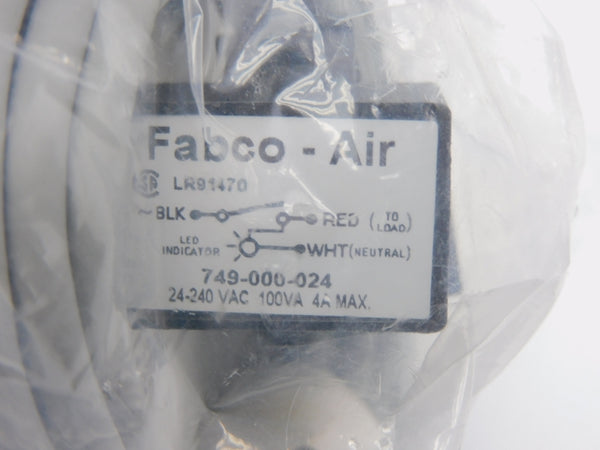 Fabco - Air
LR91470
~ BLK RED (TO LOAD)
LED INDICATOR WHT (NEUTRAL)
749-000-024
24-240 VAC 100VA 4A MAX.